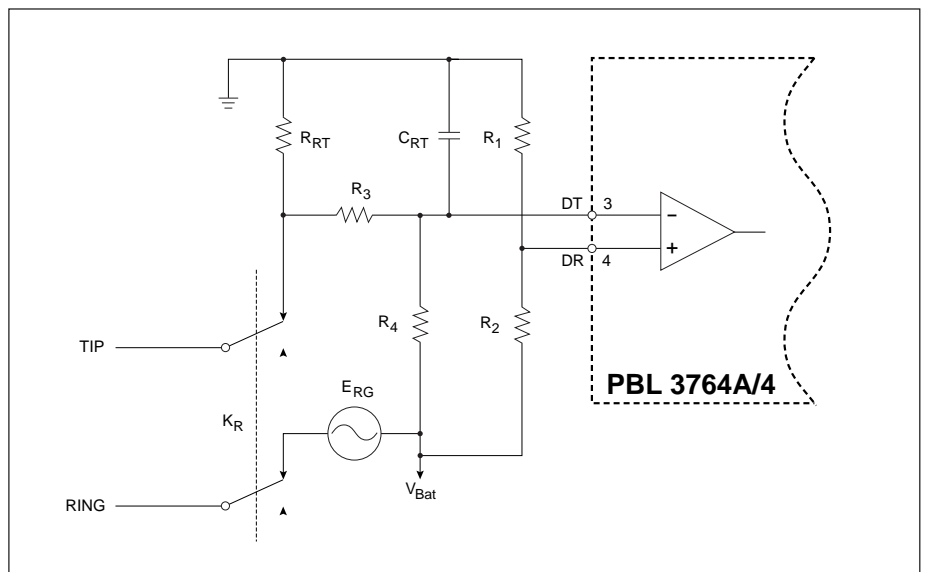 R_RT
C_RT
R_1
R_3
DT 3
-
DR 4
+
R_4
R_2
TIP
PBL 3764A/4
E_RG
K_R
V_Bat
RING